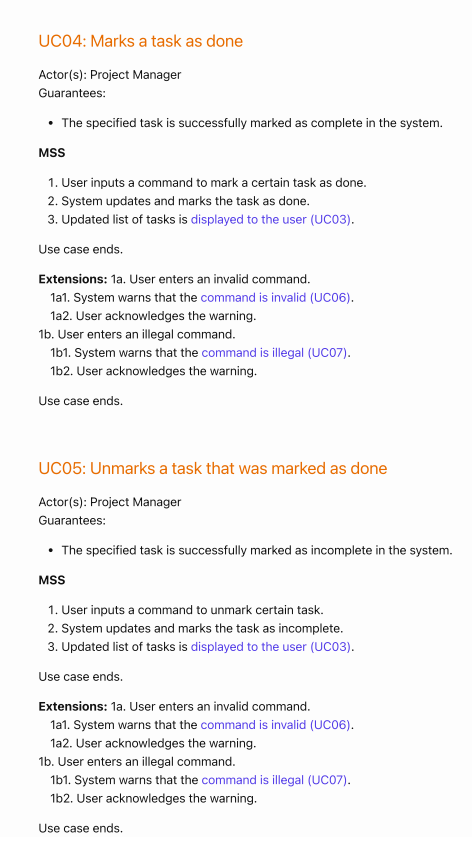 UC04: Marks a task as done
Actor(s): Project Manager
Guarantees:
• The specified task is successfully marked as complete in the system.
MSS
1. User inputs a command to mark a certain task as done.
2. System updates and marks the task as done.
3. Updated list of tasks is displayed to the user (UC03).
Use case ends.
Extensions: 1a. User enters an invalid command.
1a1. System warns that the command is invalid (UC06).
1a2. User acknowledges the warning.
1b. User enters an illegal command.
1b1. System warns that the command is illegal (UC07).
1b2. User acknowledges the warning.
Use case ends.
UC05: Unmarks a task that was marked as done
Actor(s): Project Manager
Guarantees:
• The specified task is successfully marked as incomplete in the system.
MSS
1. User inputs a command to unmark certain task.
2. System updates and marks the task as incomplete.
3. Updated list of tasks is displayed to the user (UC03).
Use case ends.
Extensions: 1a. User enters an invalid command.
1a1. System warns that the command is invalid (UC06).
1a2. User acknowledges the warning.
1b. User enters an illegal command.
1b1. System warns that the command is illegal (UC07).
1b2. User acknowledges the warning.
Use case ends.